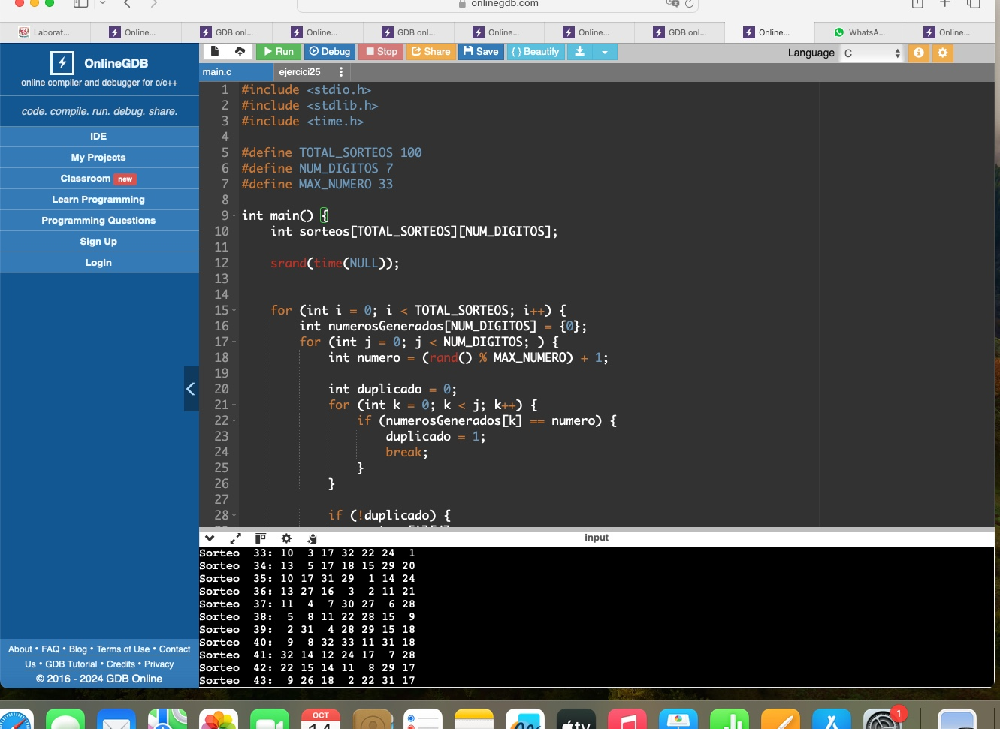 onlinegdb.com
Laborat...
Online...
GDB onl...
Online...
GDB onl...
Online...
Online...
GDB onl...
Online...
WhatsA...
Online...
OnlineGDB
online compiler and debugger for c/c++
code. compile. run. debug. share.
IDE
My Projects
Classroom new
Learn Programming
Programming Questions
Sign Up
Login
About • FAQ • Blog • Terms of Use • Contact
Us • GDB Tutorial • Credits • Privacy
© 2016 - 2024 GDB Online
Run Debug Stop Share Save {} Beautify
Language C
main.c ejercici25
1 #include <stdio.h>
2 #include <stdlib.h>
3 #include <time.h>
4
5 #define TOTAL_SORTEOS 100
6 #define NUM_DIGITOS 7
7 #define MAX_NUMERO 33
8
9 int main() {
10 int sorteos[TOTAL_SORTEOS][NUM_DIGITOS];
11
12 srand(time(NULL));
13
14
15 for (int i = 0; i < TOTAL_SORTEOS; i++) {
16 int numerosGenerados[NUM_DIGITOS] = {0};
17 for (int j = 0; j < NUM_DIGITOS; ) {
18 int numero = (rand() % MAX_NUMERO) + 1;
19
20 int duplicado = 0;
21 for (int k = 0; k < j; k++) {
22 if (numerosGenerados[k] == numero) {
23 duplicado = 1;
24 break;
25 }
26 }
27
28 if (!duplicado) {
input
Sorteo 33: 10 3 17 32 22 24 1
Sorteo 34: 13 5 17 18 15 29 20
Sorteo 35: 10 17 31 29 1 14 24
Sorteo 36: 13 27 16 3 2 11 21
Sorteo 37: 11 4 7 30 27 6 28
Sorteo 38: 5 8 11 22 28 15 9
Sorteo 39: 2 31 4 28 29 15 18
Sorteo 40: 9 8 32 33 11 31 18
Sorteo 41: 32 14 12 24 17 7 28
Sorteo 42: 22 15 14 11 8 29 17
Sorteo 43: 9 26 18 2 22 31 17
OCT
tv
1